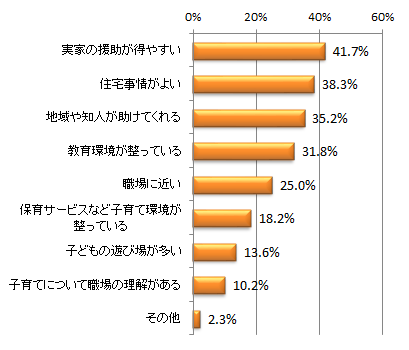 0%	20%	40%	60%
実家の援助が得やすい	41.7%
住宅事情がよい	38.3%
地域や知人が助けてくれる	35.2%
教育環境が整っている	31.8%
職場に近い	25.0%
保育サービスなど子育て環境が
整っている	18.2%
子どもの遊び場が多い	13.6%
子育てについて職場の理解がある	10.2%
その他	2.3%